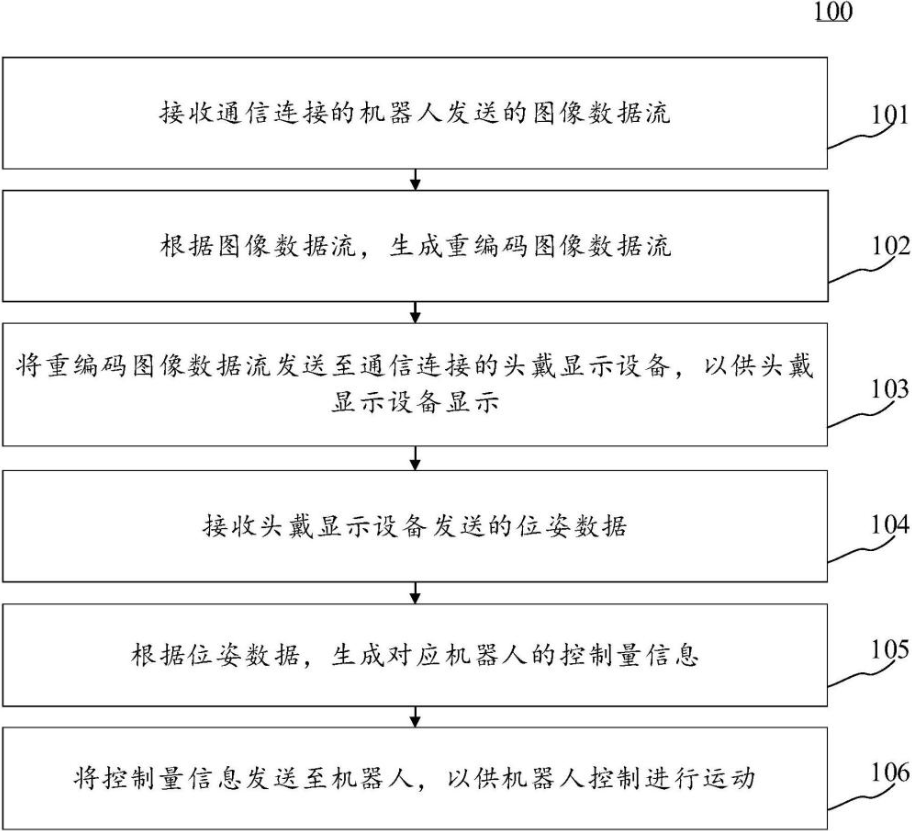 100
接收通信连接的机器人发送的图像数据流
101
根据图像数据流，生成重编码图像数据流
102
将重编码图像数据流发送至通信连接的头戴显示设备，以供头戴
显示设备显示
103
接收头戴显示设备发送的位姿数据
104
根据位姿数据，生成对应机器人的控制量信息
105
将控制量信息发送至机器人，以供机器人控制进行运动
106